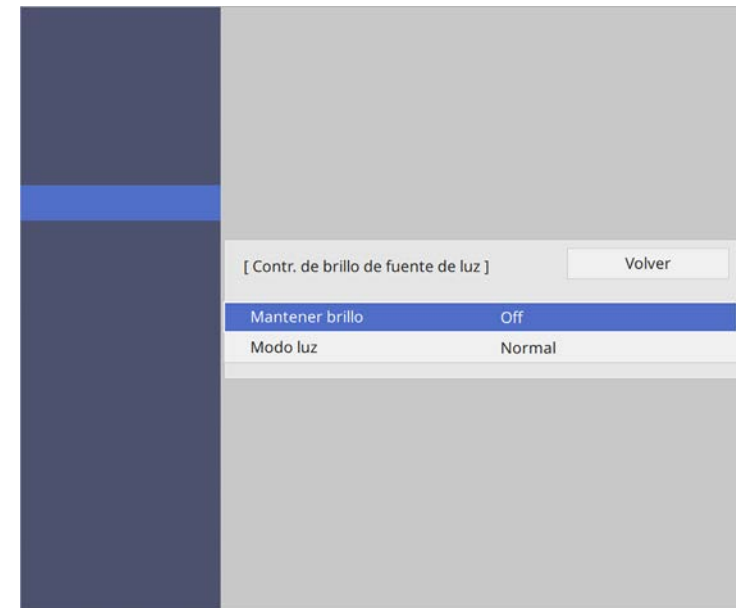 [ Contr. de brillo de fuente de luz ] Volver
Mantener brillo Off
Modo luz Normal